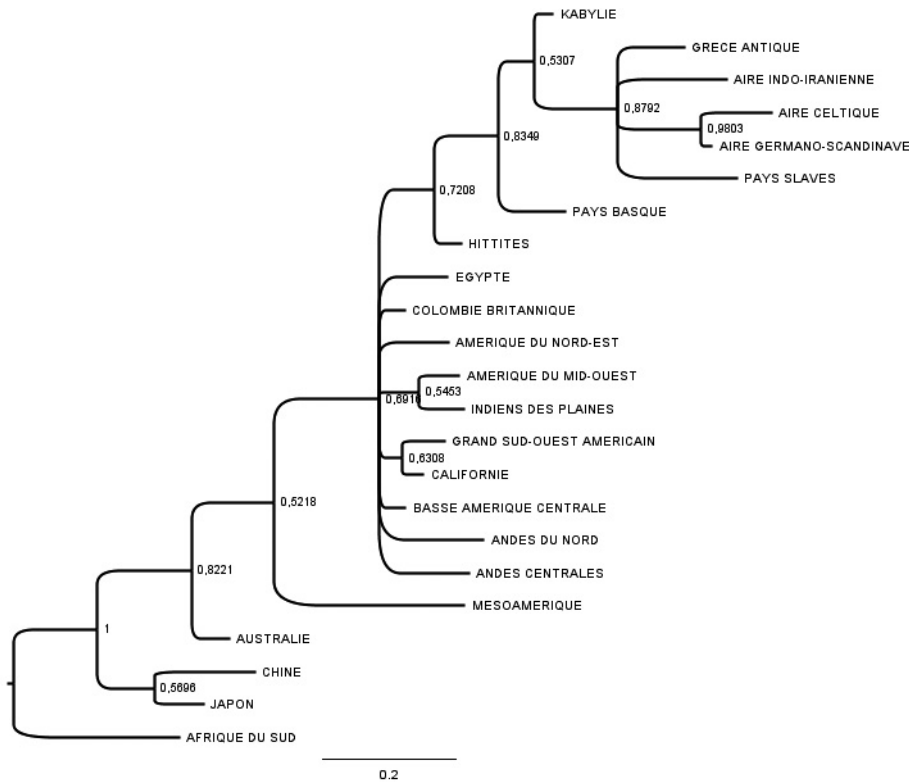 KABYLIE
GRECE ANTIQUE
0,5307
AIRE INDO-IRANIENNE
0,8792
AIRE CELTIQUE
0,9803
0,8349
AIRE GERMANO-SCANDINAVE
PAYS SLAVES
0,7208
PAYS BASQUE
HITTITES
EGYPTE
COLOMBIE BRITANNIQUE
AMERIQUE DU NORD-EST
AMERIQUE DU MID-OUEST
0,5453
0,6910
INDIENS DES PLAINES
GRAND SUD-OUEST AMERICAIN
0,6308
CALIFORNIE
0,5218
BASSE AMERIQUE CENTRALE
ANDES DU NORD
0,8221
ANDES CENTRALES
MESOAMERIQUE
1
AUSTRALIE
CHINE
0,5696
JAPON
AFRIQUE DU SUD
0.2